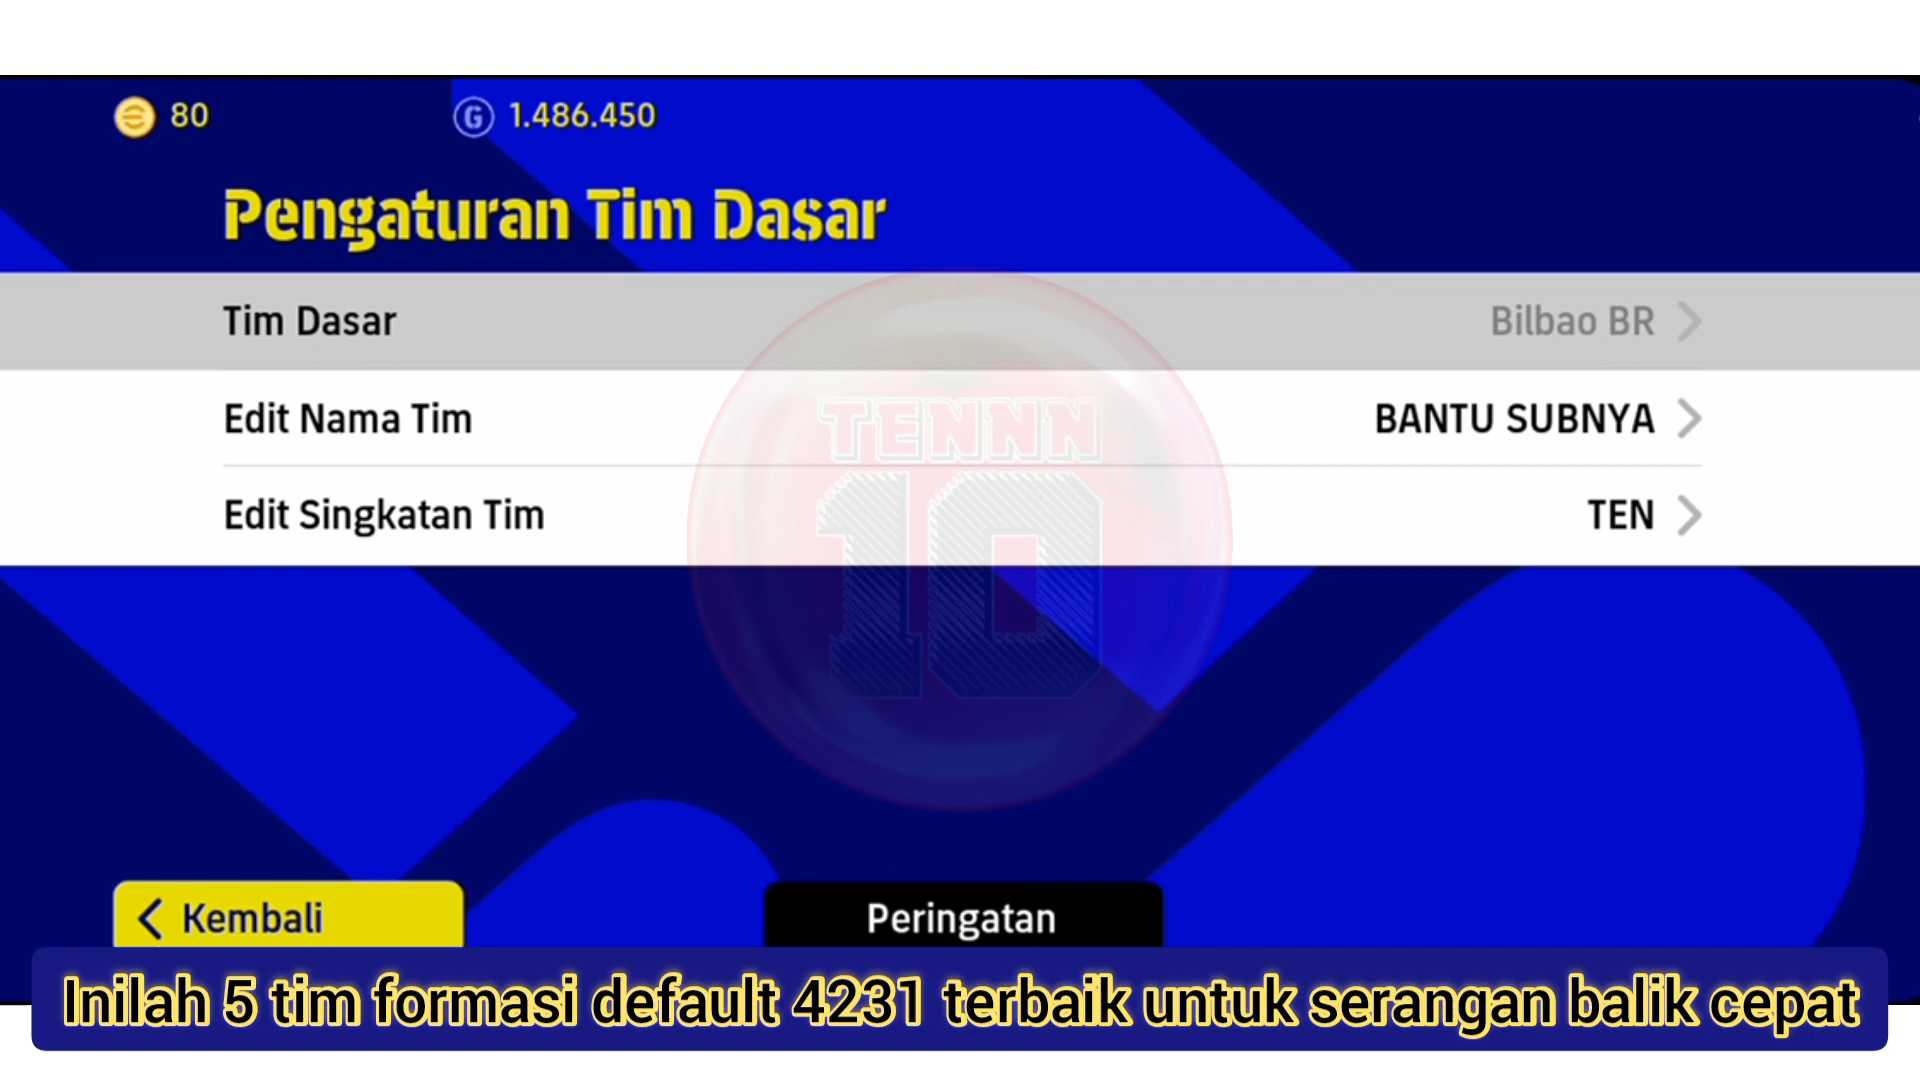 80
1.486.450
Pengaturan Tim Dasar
Tim Dasar
Bilbao BR
Edit Nama Tim
BANTU SUBNYA
TENNN
10
Edit Singkatan Tim
TEN
Kembali
Peringatan
Inilah 5 tim formasi default 4231 terbaik untuk serangan balik cepat